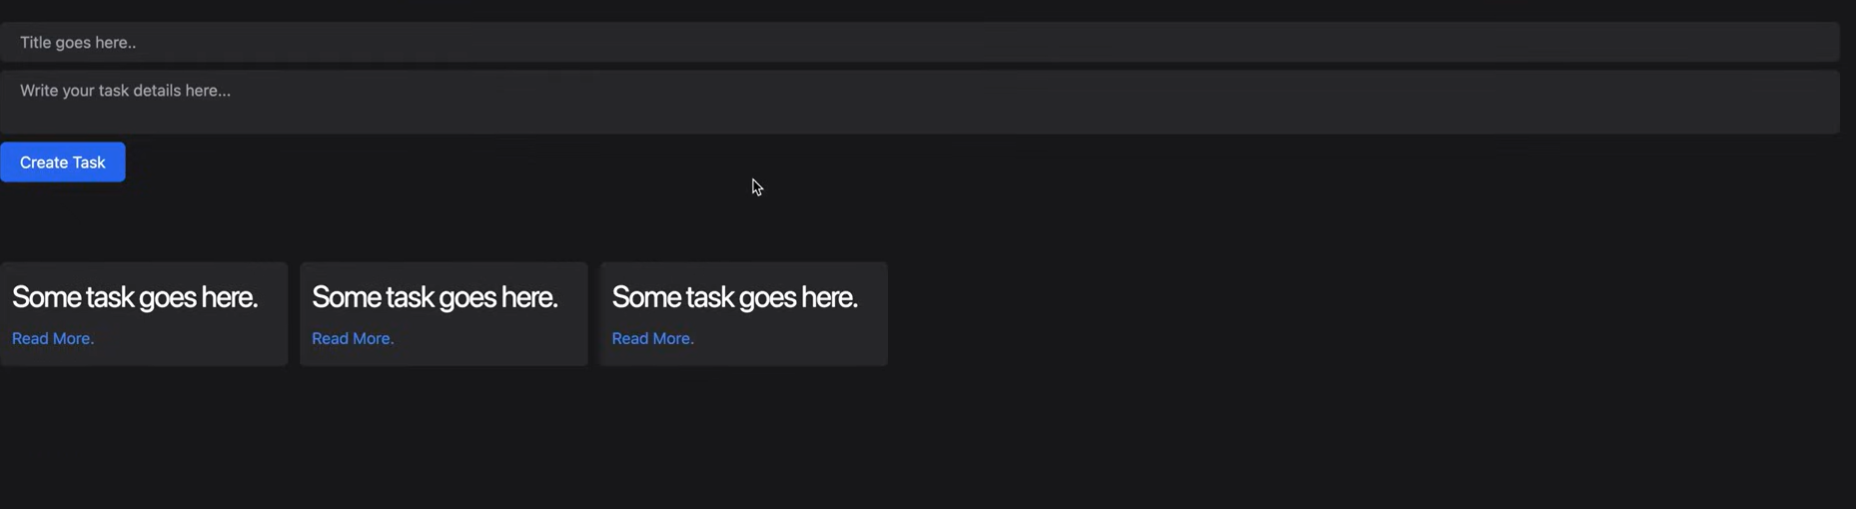 Title goes here..
Write your task details here...
Create Task
Some task goes here.
Read More.
Some task goes here.
Read More.
Some task goes here.
Read More.